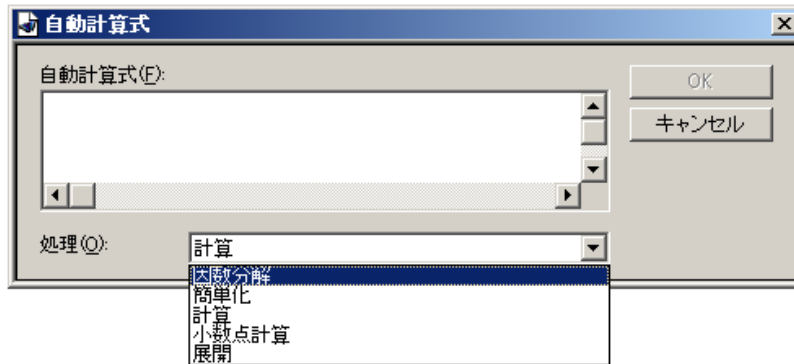 自動計算式
自動計算式(F):
OK
キャンセル
処理(O):
計算
因数分解
簡単化
計算
小数点計算
展開